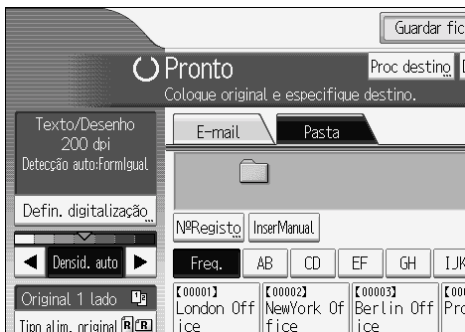 Guardar fic
Pronto
Proc destino
Coloque original e especifique destino.
Texto/Desenho
200 dpi
Detecção auto:FormIgual
Defin. digitalização
Densid. auto
Original 1 lado
Tipo alim. original
E-mail
Pasta
NºRegisto
InserManual
Freq.
AB
CD
EF
GH
IJK
[00001]
London Off
ice
[00002]
NewYork Of
fice
[00003]
Berlin Off
ice
[000
Pro